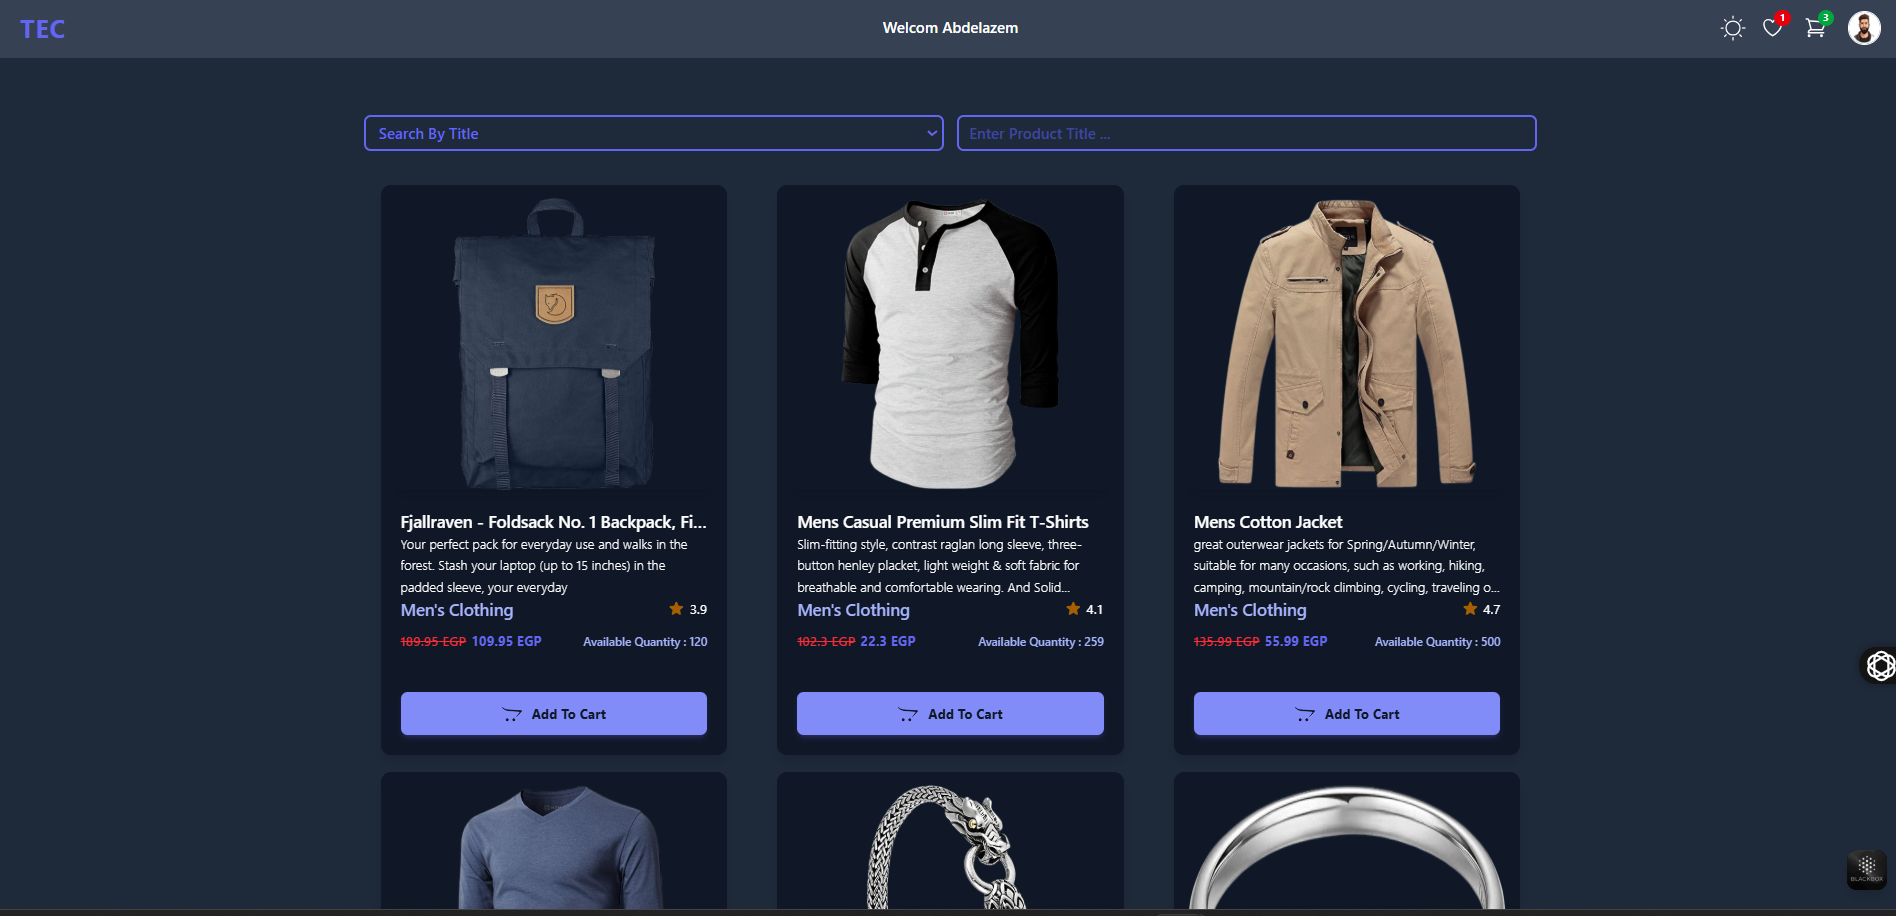 TEC
Welcom Abdelazem
1
3
Search By Title
Enter Product Title ...
Fjallraven - Foldsack No. 1 Backpack, Fi...
Your perfect pack for everyday use and walks in the
forest. Stash your laptop (up to 15 inches) in the
padded sleeve, your everyday
Men's Clothing
3.9
189.95 EGP 109.95 EGP
Available Quantity : 120
Add To Cart
Mens Casual Premium Slim Fit T-Shirts
Slim-fitting style, contrast raglan long sleeve, three-
button henley placket, light weight & soft fabric for
breathable and comfortable wearing. And Solid...
Men's Clothing
4.1
102.3 EGP 22.3 EGP
Available Quantity : 259
Add To Cart
Mens Cotton Jacket
great outerwear jackets for Spring/Autumn/Winter,
suitable for many occasions, such as working, hiking,
camping, mountain/rock climbing, cycling, traveling o...
Men's Clothing
4.7
135.99 EGP 55.99 EGP
Available Quantity : 500
Add To Cart
BLACKBOX